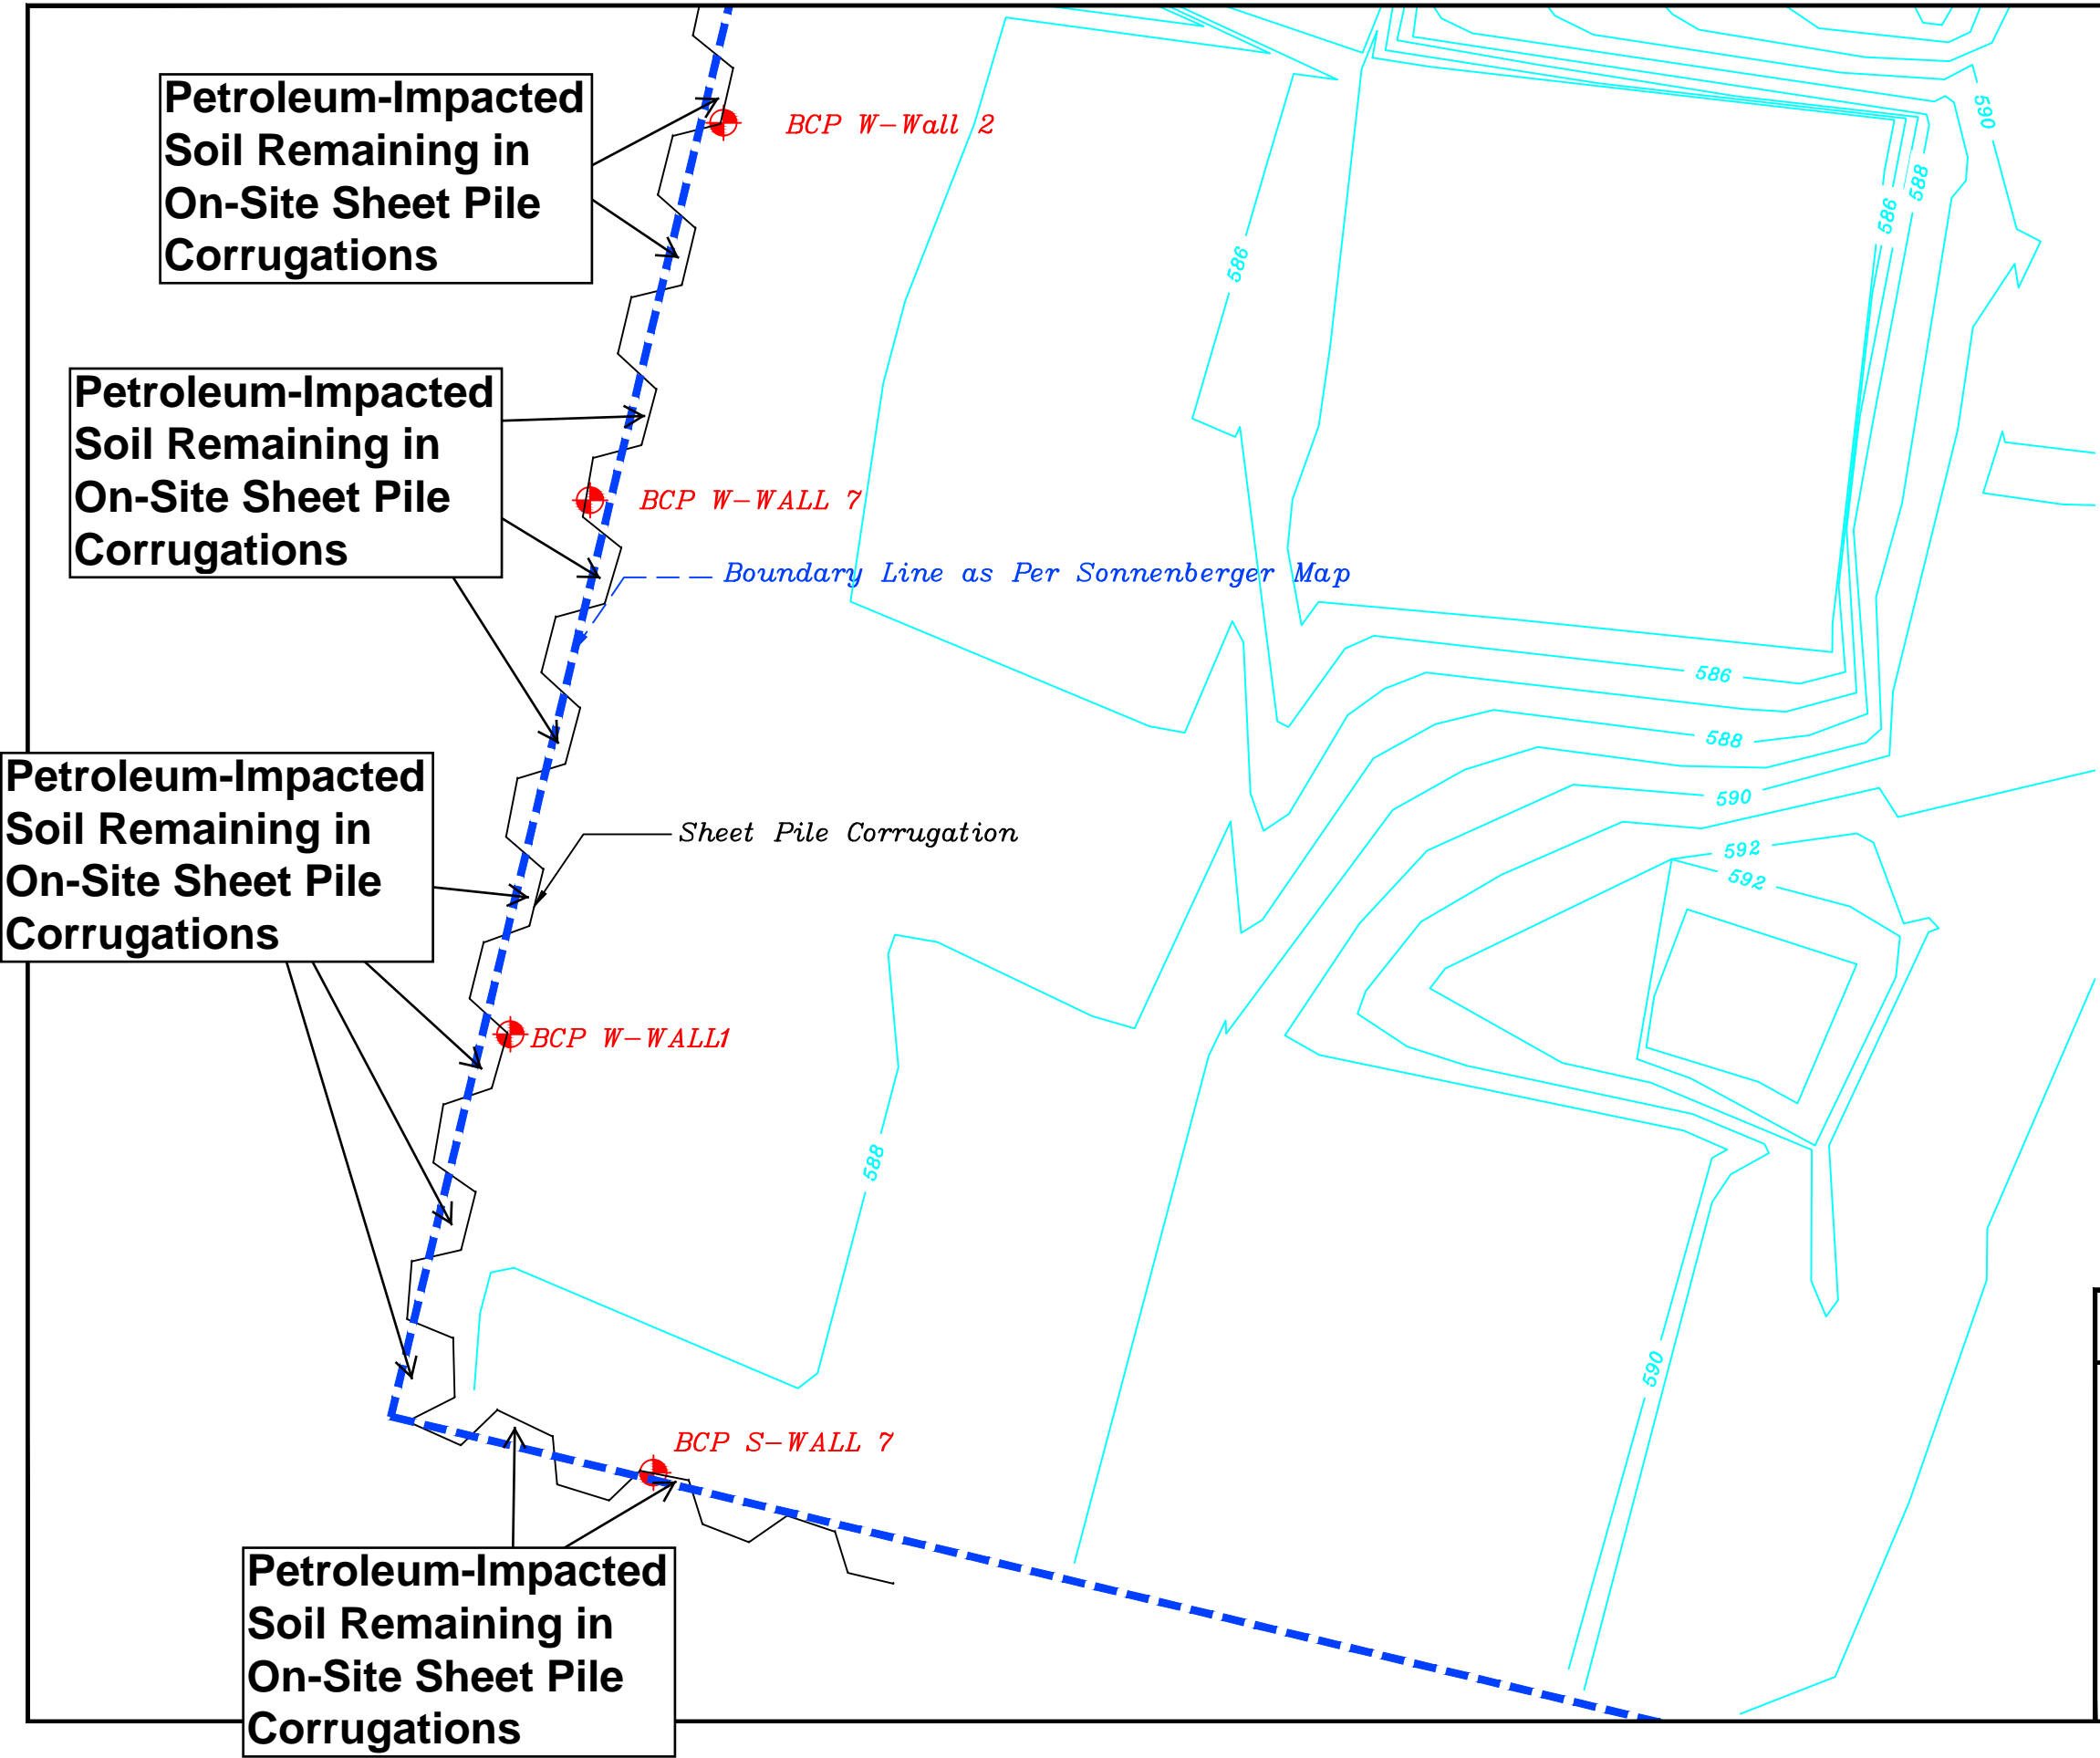 Petroleum-Impacted
Soil Remaining in
On-Site Sheet Pile
Corrugations
BCP W-Wall 2
590
588
586
586
Petroleum-Impacted
Soil Remaining in
On-Site Sheet Pile
Corrugations
BCP W-WALL 7
Boundary Line as Per Sonnenberger Map
586
588
590
Petroleum-Impacted
Soil Remaining in
On-Site Sheet Pile
Corrugations
Sheet Pile Corrugation
592
592
BCP W-WALL1
588
590
BCP S-WALL 7
Petroleum-Impacted
Soil Remaining in
On-Site Sheet Pile
Corrugations